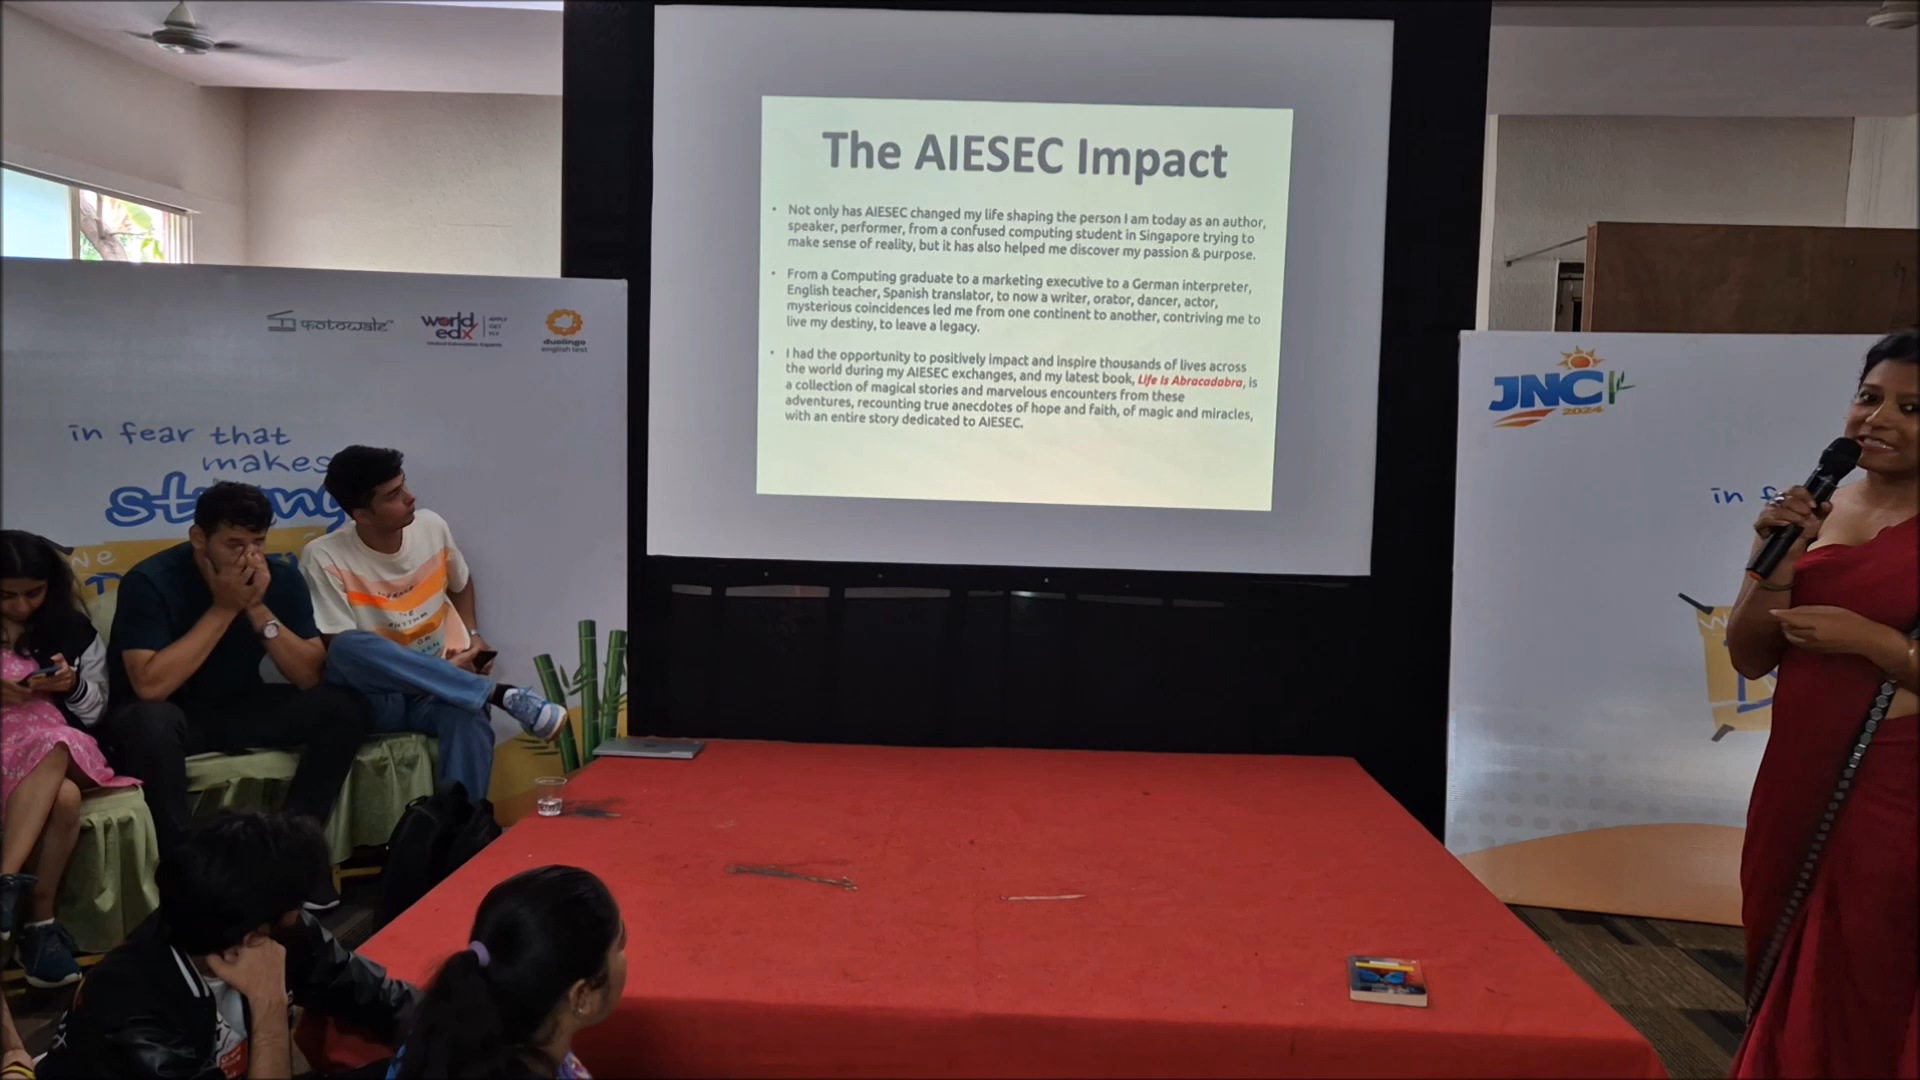 The AIESEC Impact
• Not only has AIESEC changed my life shaping the person I am today as an author,
speaker, performer, from a confused computing student in Singapore trying to
make sense of reality, but it has also helped me discover my passion & purpose.
• From a Computing graduate to a marketing executive to a German interpreter,
English teacher, Spanish translator, to now a writer, orator, dancer, actor,
mysterious coincidences led me from one continent to another, contriving me to
live my destiny, to leave a legacy.
• I had the opportunity to positively impact and inspire thousands of lives across
the world during my AIESEC exchanges, and my latest book, Life Is Abracadabra, is
a collection of magical stories and marvelous encounters from these
adventures, recounting true anecdotes of hope and faith, of magic and miracles,
with an entire story dedicated to AIESEC.
फोटोवाले
world
edx
APPLY
GET
FLY
duolingo
english test
in fear that
makes
We
JNC
2024
in
THE
RHYTHM